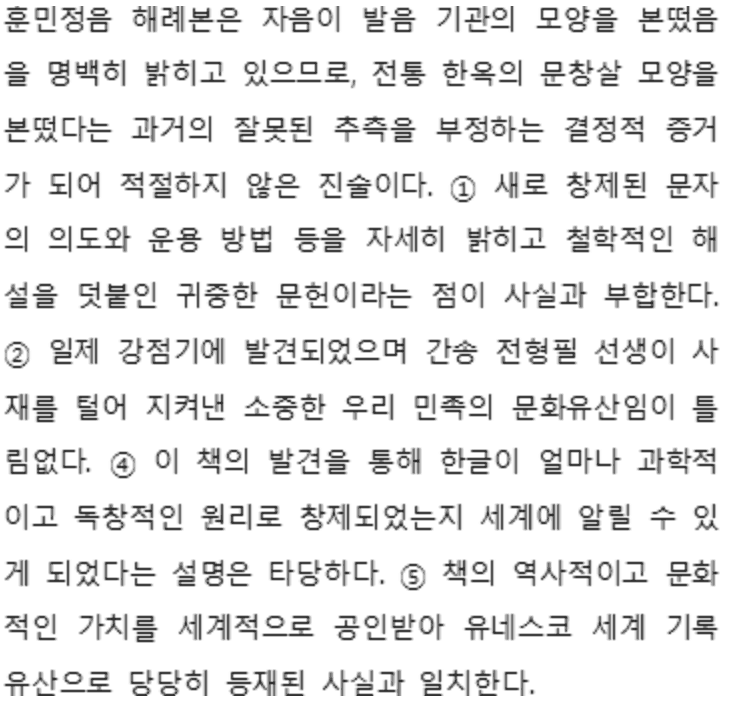 훈민정음 해례본은 자음이 발음 기관의 모양을 본떴음
을 명백히 밝히고 있으므로, 전통 한옥의 문창살 모양을
본떴다는 과거의 잘못된 추측을 부정하는 결정적 증거
가 되어 적절하지 않은 진술이다. ① 새로 창제된 문자
의 의도와 운용 방법 등을 자세히 밝히고 철학적인 해
설을 덧붙인 귀중한 문헌이라는 점이 사실과 부합한다.
② 일제 강점기에 발견되었으며 간송 전형필 선생이 사
재를 털어 지켜낸 소중한 우리 민족의 문화유산임이 틀
림없다. ④ 이 책의 발견을 통해 한글이 얼마나 과학적
이고 독창적인 원리로 창제되었는지 세계에 알릴 수 있
게 되었다는 설명은 타당하다. ⑤ 책의 역사적이고 문화
적인 가치를 세계적으로 공인받아 유네스코 세계 기록
유산으로 당당히 등재된 사실과 일치한다.